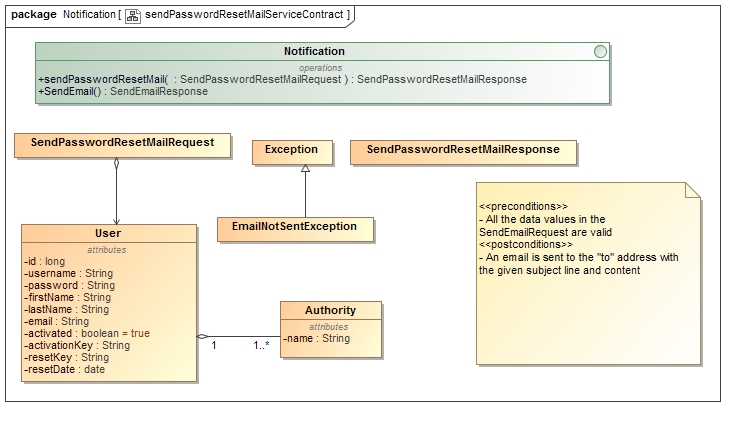 package Notification [ sendPasswordResetMailServiceContract ]
Notification
operations
+sendPasswordResetMail( : SendPasswordResetMailRequest ) : SendPasswordResetMailResponse
+SendEmail() : SendEmailResponse
SendPasswordResetMailRequest
Exception
SendPasswordResetMailResponse
EmailNotSentException
<<preconditions>>
- All the data values in the
SendEmailRequest are valid
<<postconditions>>
- An email is sent to the "to" address with
the given subject line and content
User
attributes
-id : long
-username : String
-password : String
-firstName : String
-lastName : String
-email : String
-activated : boolean = true
-activationKey : String
-resetKey : String
-resetDate : date
1
1..*
Authority
attributes
-name : String